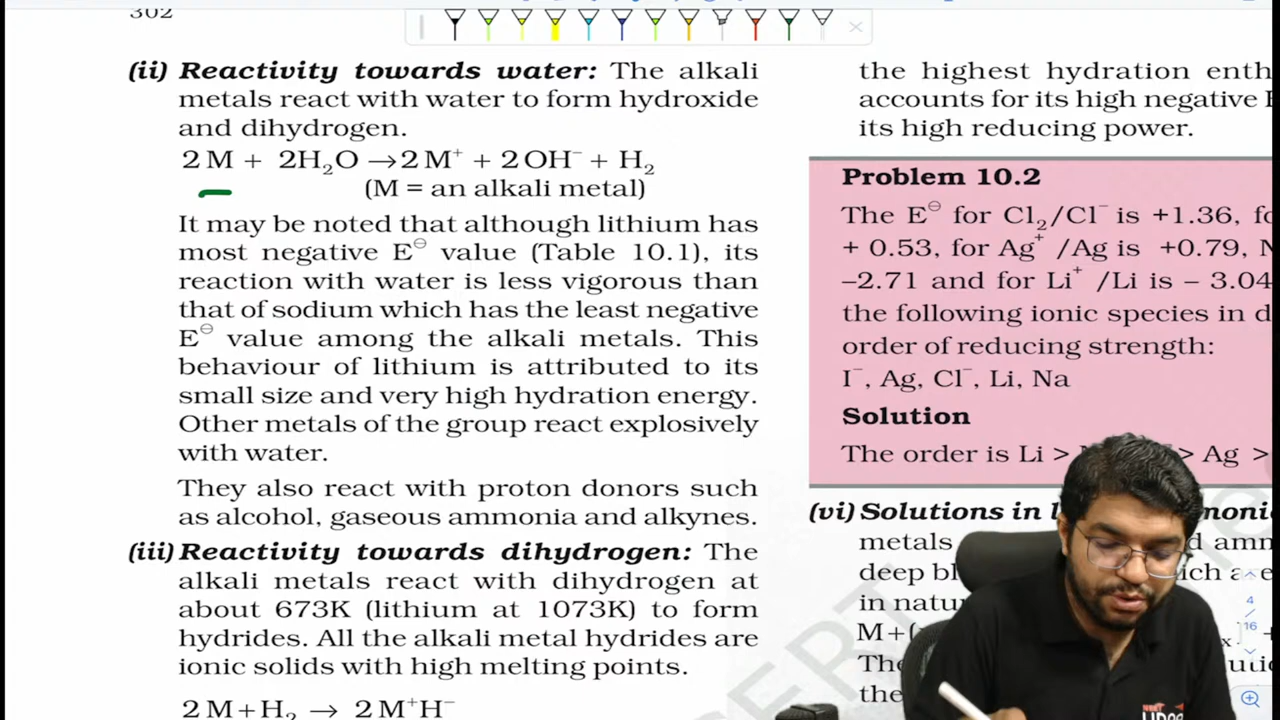 302
(ii) Reactivity towards water: The alkali
metals react with water to form hydroxide
and dihydrogen.
2 M + 2H₂O → 2 M⁺ + 2 OH⁻ + H₂
(M = an alkali metal)
It may be noted that although lithium has
most negative E⊖ value (Table 10.1), its
reaction with water is less vigorous than
that of sodium which has the least negative
E⊖ value among the alkali metals. This
behaviour of lithium is attributed to its
small size and very high hydration energy.
Other metals of the group react explosively
with water.
They also react with proton donors such
as alcohol, gaseous ammonia and alkynes.
(iii) Reactivity towards dihydrogen: The
alkali metals react with dihydrogen at
about 673K (lithium at 1073K) to form
hydrides. All the alkali metal hydrides are
ionic solids with high melting points.
2 M + H₂ → 2 M⁺H⁻
the highest hydration
accounts for its high negative
its high reducing power.
Problem 10.2
The E⊖ for Cl₂/Cl⁻ is +1.36,
+ 0.53, for Ag⁺ /Ag is +0.79,
–2.71 and for Li⁺ /Li is – 3.04
the following ionic species in
order of reducing strength:
I⁻, Ag, Cl⁻, Li, Na
Solution
The order is Li > > Ag >
(vi) Solutions in
metals
deep
in
M+(
the
4
16